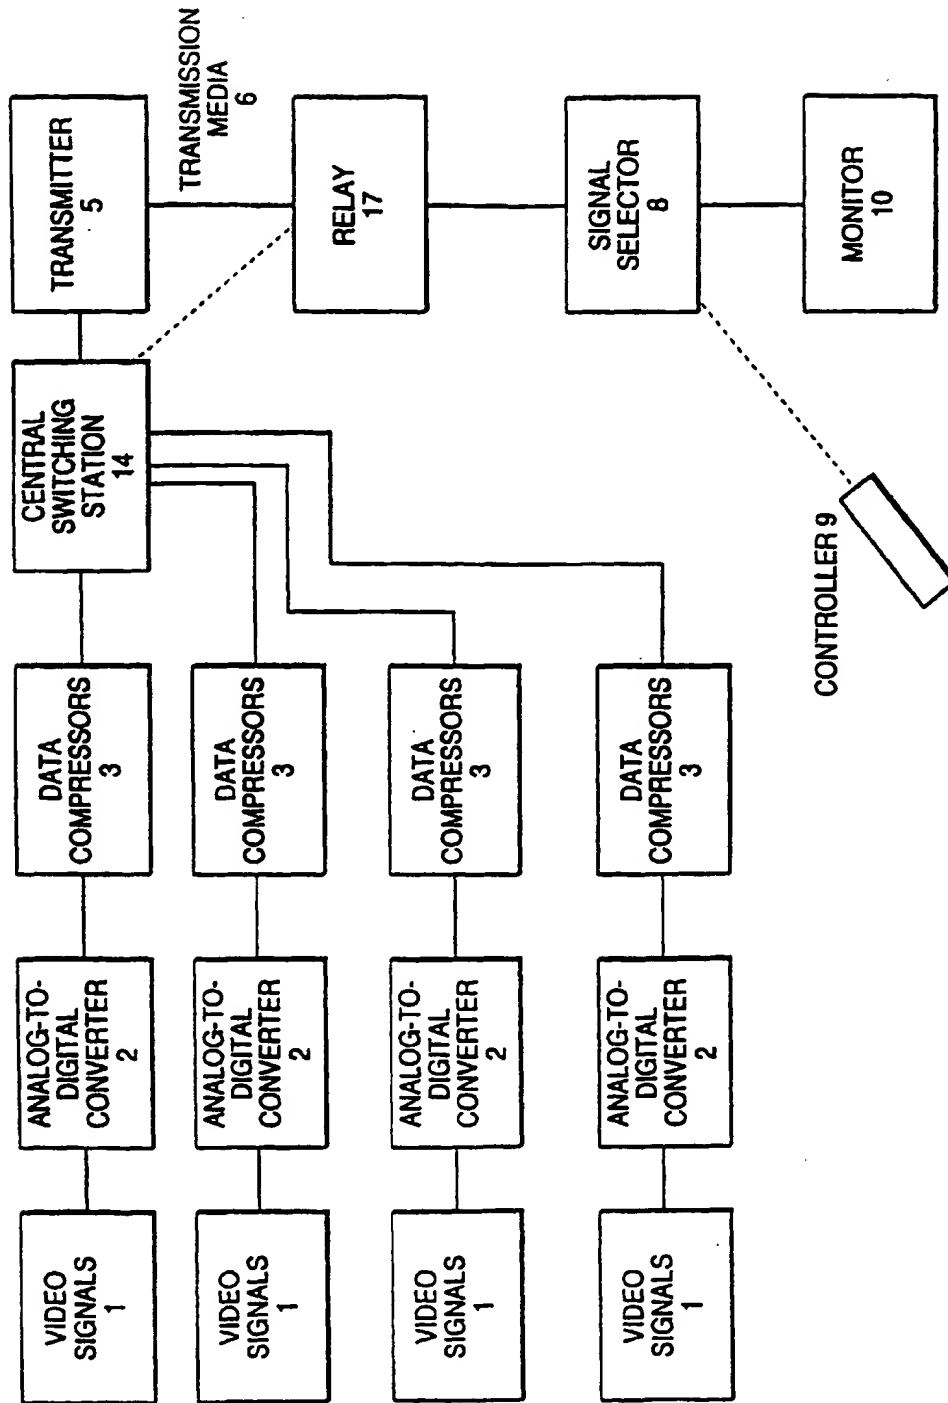 VIDEO
SIGNALS
1
ANALOG-TO-
DIGITAL
CONVERTER
2
DATA
COMPRESSORS
3
CENTRAL
SWITCHING
STATION
14
TRANSMITTER
5
TRANSMISSION
MEDIA
6
VIDEO
SIGNALS
1
ANALOG-TO-
DIGITAL
CONVERTER
2
DATA
COMPRESSORS
3
RELAY
17
VIDEO
SIGNALS
1
ANALOG-TO-
DIGITAL
CONVERTER
2
DATA
COMPRESSORS
3
SIGNAL
SELECTOR
8
VIDEO
SIGNALS
1
ANALOG-TO-
DIGITAL
CONVERTER
2
DATA
COMPRESSORS
3
CONTROLLER 9
MONITOR
10